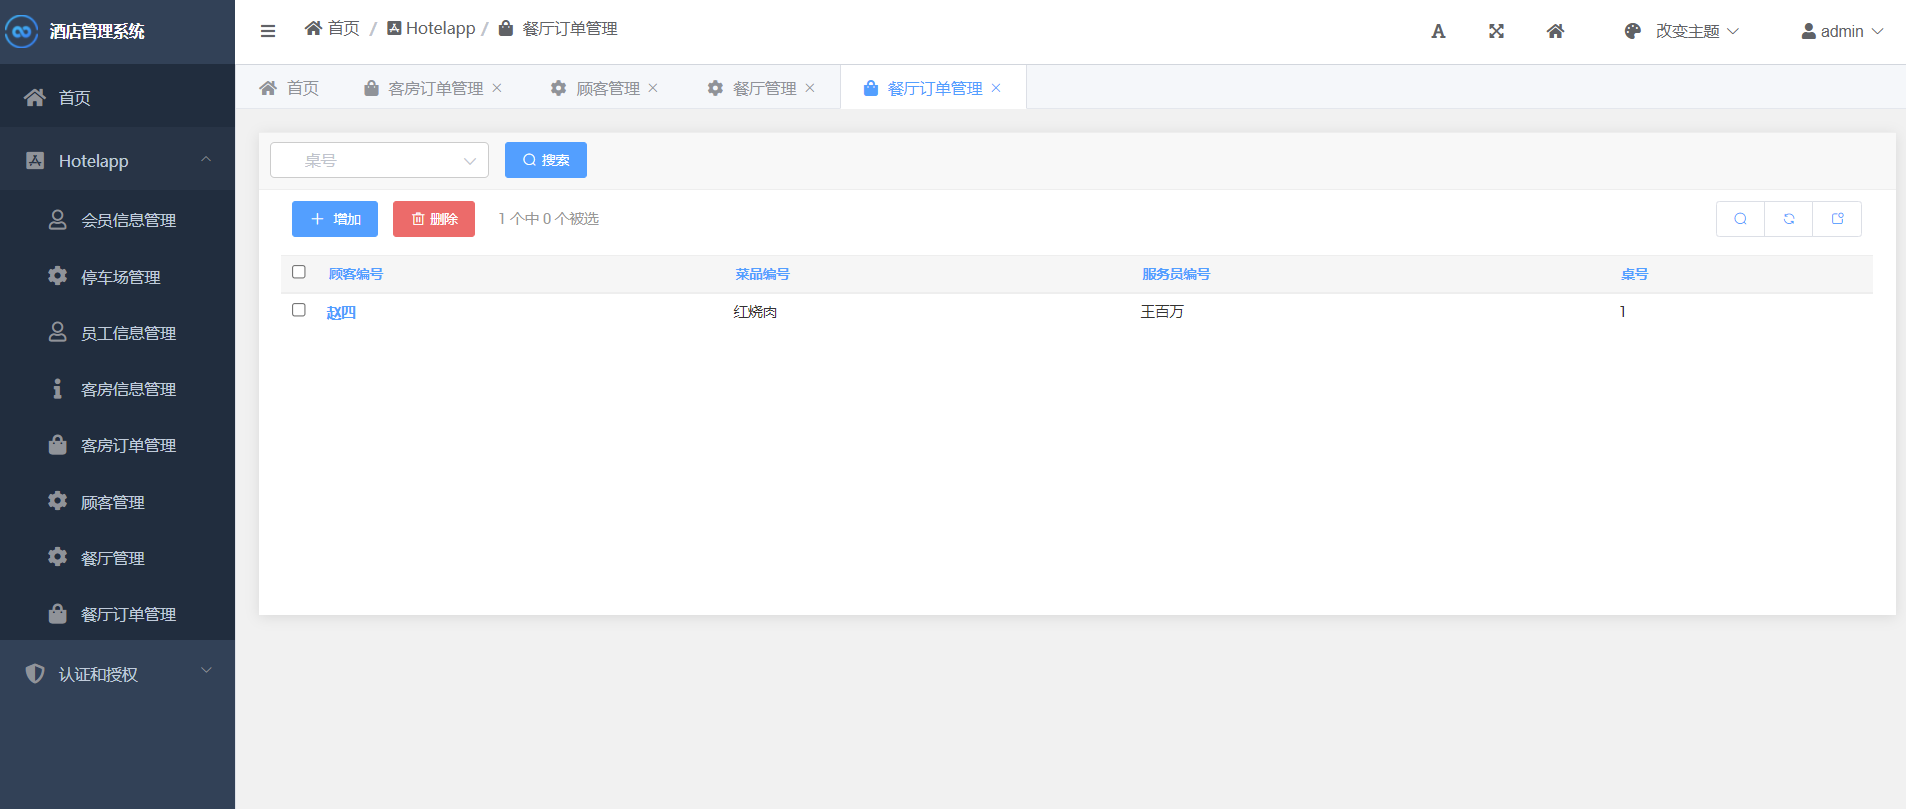 酒店管理系统
首页 / Hotelapp / 餐厅订单管理
A
改变主题
admin
首页
客房订单管理
顾客管理
餐厅管理
餐厅订单管理
首页
Hotelapp
会员信息管理
停车场管理
员工信息管理
客房信息管理
客房订单管理
顾客管理
餐厅管理
餐厅订单管理
认证和授权
桌号
搜索
增加
删除
1 个中 0 个被选
顾客编号 菜品编号 服务员编号 桌号
赵四 红烧肉 王百万 1